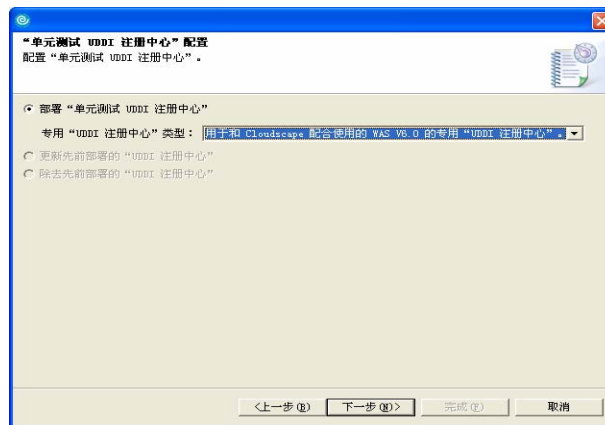 “单元测试 UDDI 注册中心”配置
配置“单元测试 UDDI 注册中心”。
部署“单元测试 UDDI 注册中心”
专用“UDDI 注册中心”类型： 用于和 Cloudscape 配合使用的 WAS V6.0 的专用“UDDI 注册中心”。
更新先前部署的“UDDI 注册中心”
除去先前部署的“UDDI 注册中心”
<上一步(B) 下一步(N)> 完成(F) 取消